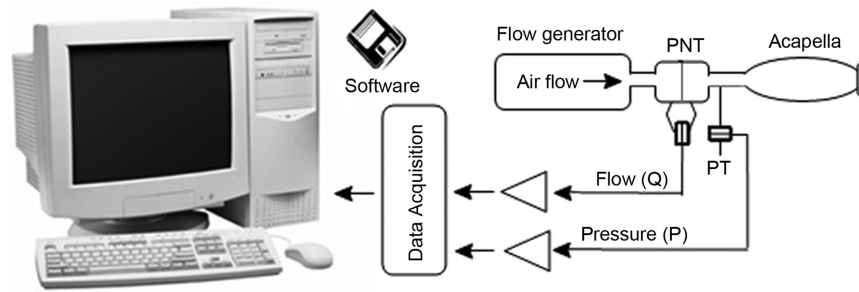 Software
Flow generator
Air flow
PNT
Acapella
PT
Data Acquisition
Flow (Q)
Pressure (P)